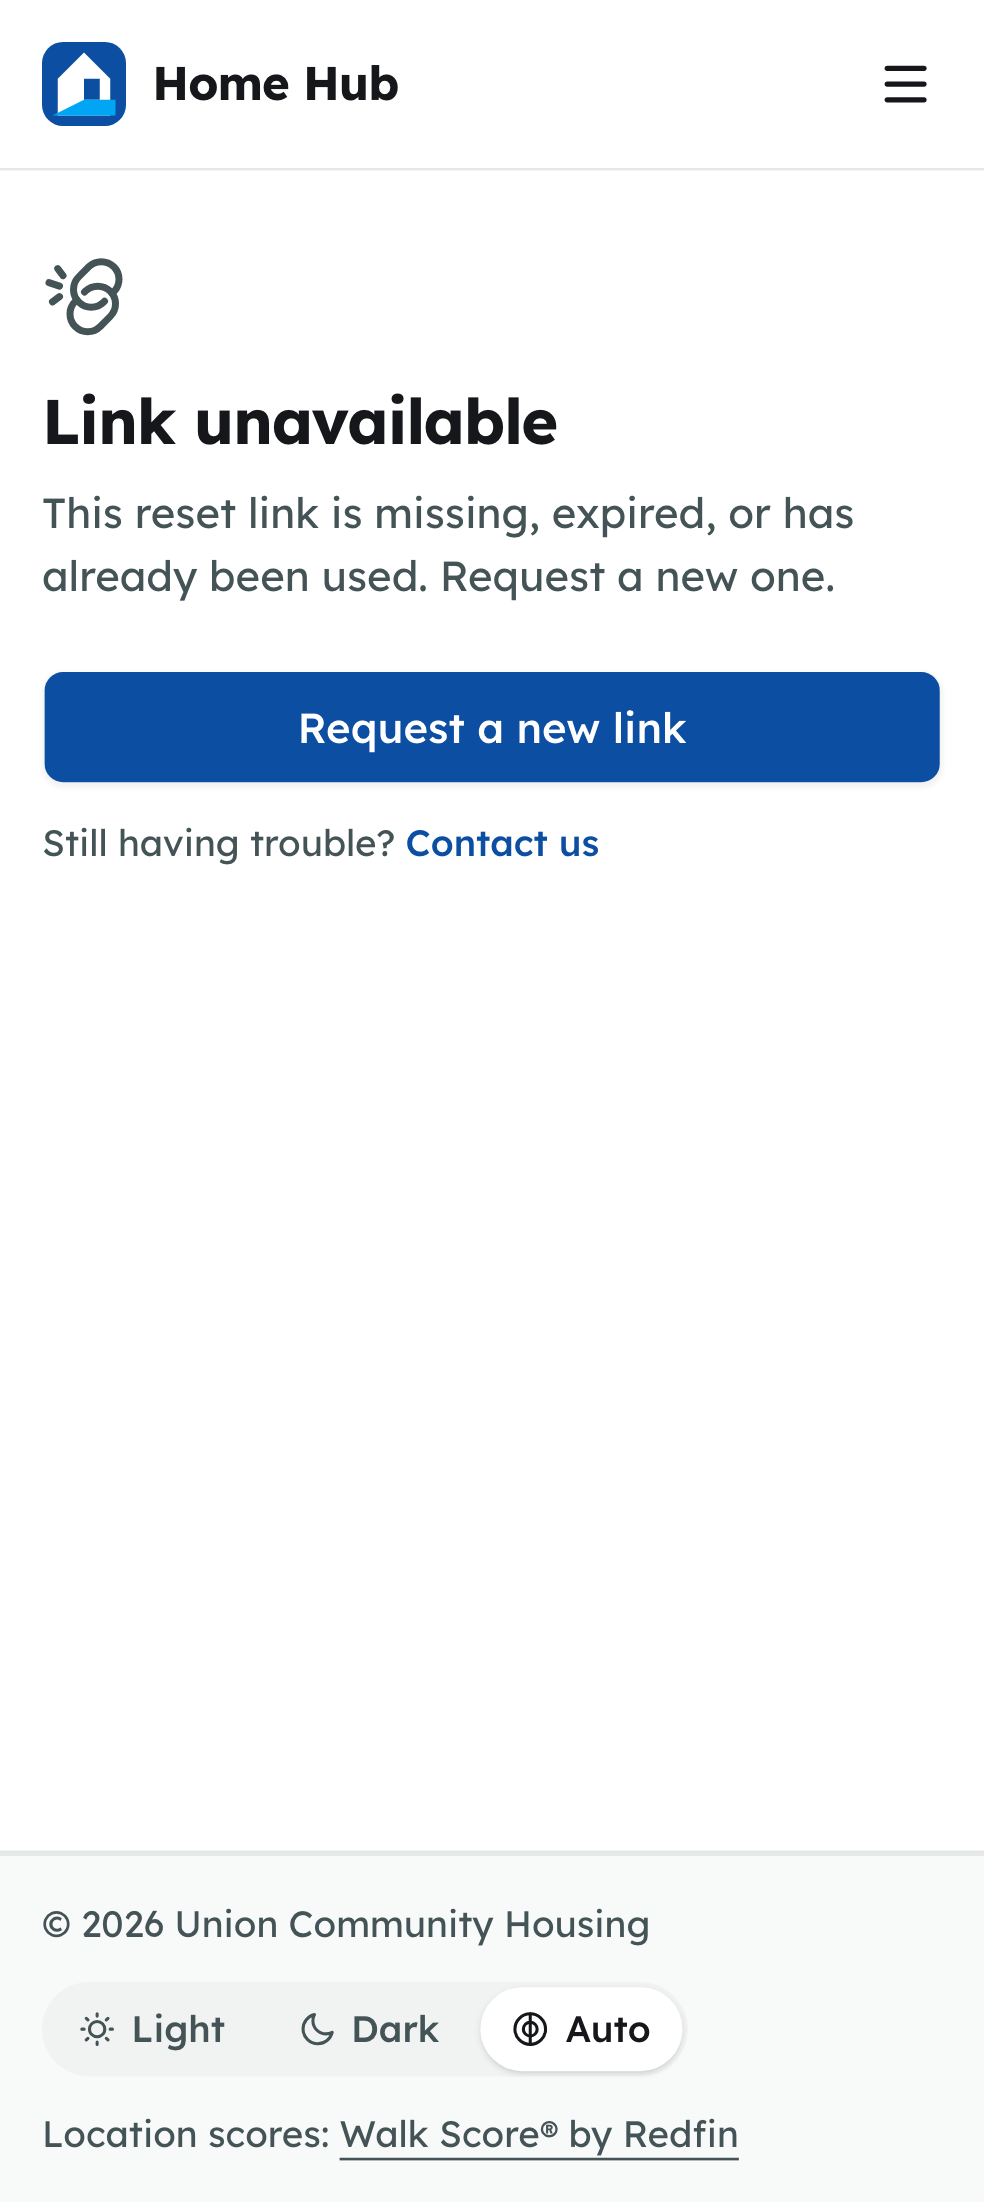 Home Hub
Link unavailable
This reset link is missing, expired, or has
already been used. Request a new one.
Request a new link
Still having trouble? Contact us
© 2026 Union Community Housing
Light Dark Auto
Location scores: Walk Score® by Redfin